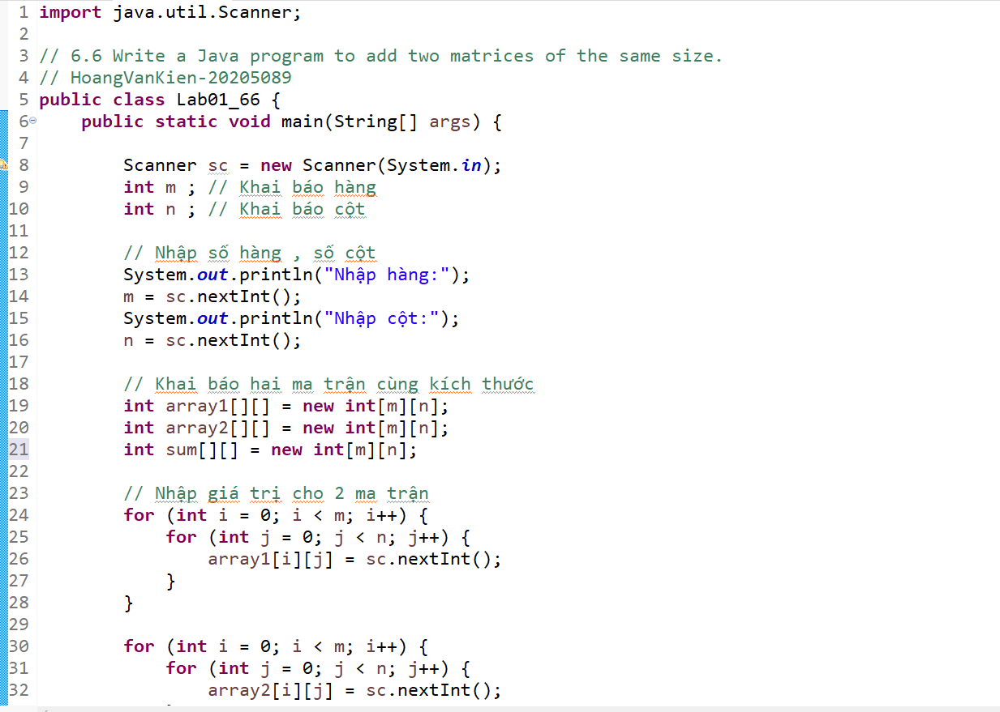 1 import java.util.Scanner;
2
3 // 6.6 Write a Java program to add two matrices of the same size.
4 // HoangVanKien-20205089
5 public class Lab01_66 {
6     public static void main(String[] args) {
7
8         Scanner sc = new Scanner(System.in);
9         int m ; // Khai báo hàng
10         int n ; // Khai báo cột
11
12         // Nhập số hàng , số cột
13         System.out.println("Nhập hàng:");
14         m = sc.nextInt();
15         System.out.println("Nhập cột:");
16         n = sc.nextInt();
17
18         // Khai báo hai ma trận cùng kích thước
19         int array1[][] = new int[m][n];
20         int array2[][] = new int[m][n];
21         int sum[][] = new int[m][n];
22
23         // Nhập giá trị cho 2 ma trận
24         for (int i = 0; i < m; i++) {
25             for (int j = 0; j < n; j++) {
26                 array1[i][j] = sc.nextInt();
27             }
28         }
29
30         for (int i = 0; i < m; i++) {
31             for (int j = 0; j < n; j++) {
32                 array2[i][j] = sc.nextInt();